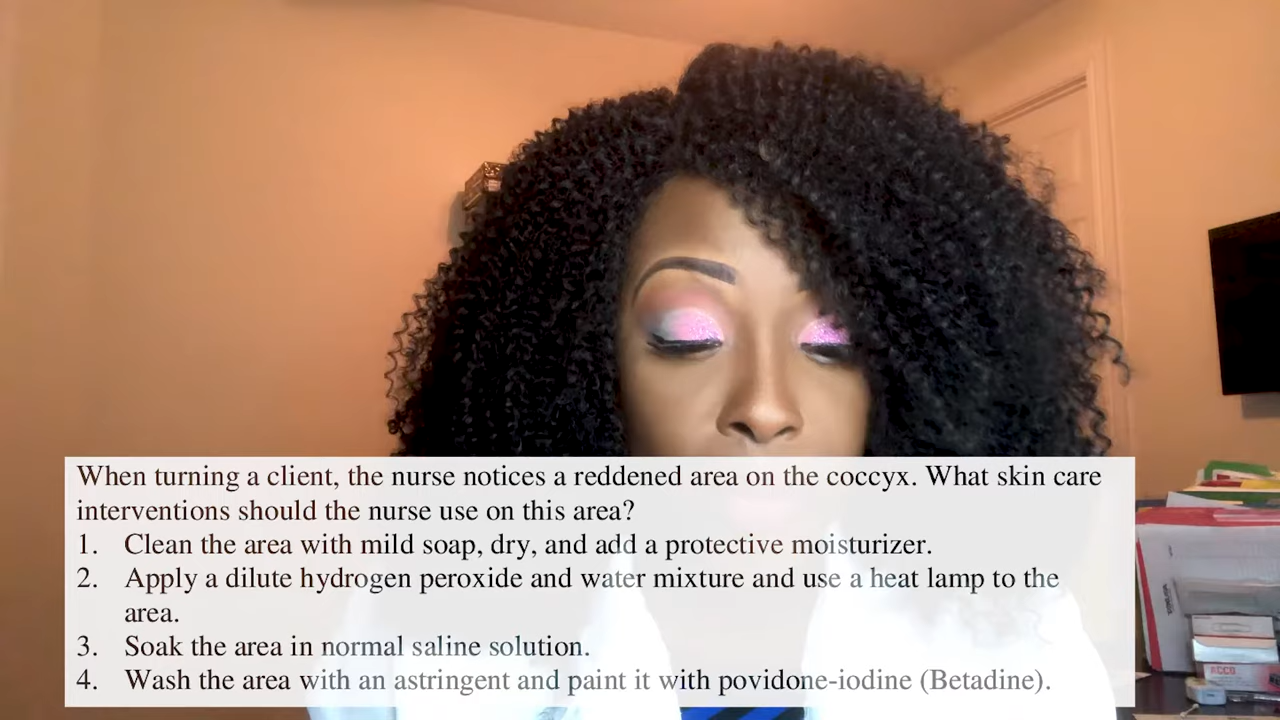 When turning a client, the nurse notices a reddened area on the coccyx. What skin care
interventions should the nurse use on this area?
1. Clean the area with mild soap, dry, and add a protective moisturizer.
2. Apply a dilute hydrogen peroxide and water mixture and use a heat lamp to the
area.
3. Soak the area in normal saline solution.
4. Wash the area with an astringent and paint it with povidone-iodine (Betadine).
ACCO